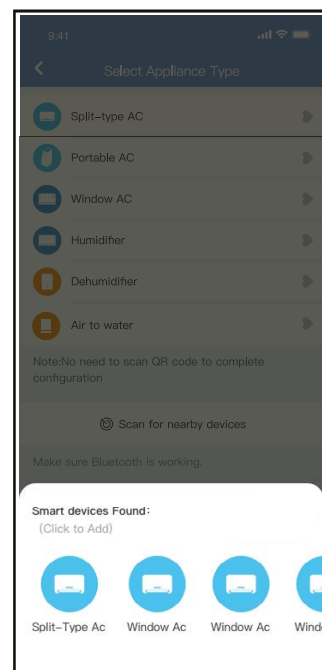 9:41
Select Appliance Type
Split-type AC
Portable AC
Window AC
Humidifier
Dehumidifier
Air to water
Note:No need to scan QR code to complete
configuration
Scan for nearby devices
Make sure Bluetooth is working.
Smart devices Found:
(Click to Add)
Split-Type Ac Window Ac Window Ac Wind